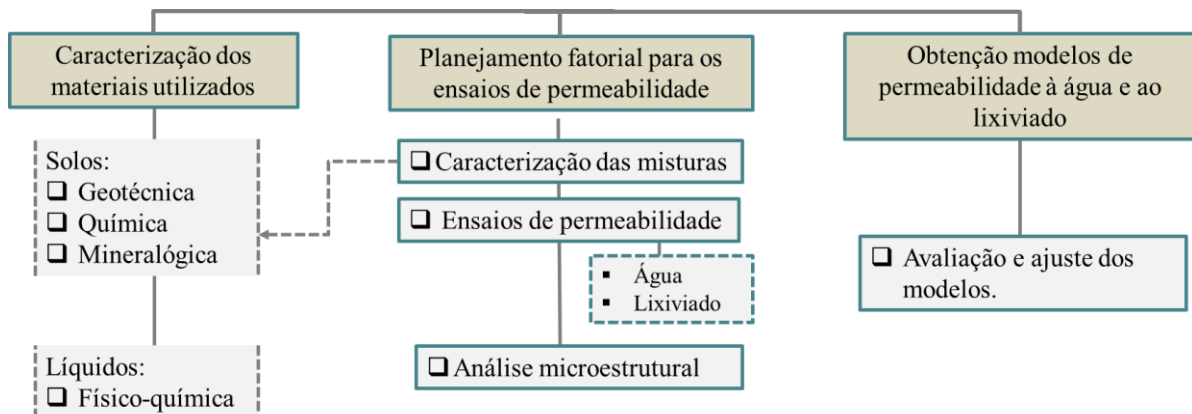 Caracterização dos
materiais utilizados
Solos:
❑ Geotécnica
❑ Química
❑ Mineralógica
Líquidos:
❑ Físico-química
Planejamento fatorial para os
ensaios de permeabilidade
❑ Caracterização das misturas
❑ Ensaios de permeabilidade
▪ Água
▪ Lixiviado
❑ Análise microestrutural
Obtenção modelos de
permeabilidade à água e ao
lixiviado
❑ Avaliação e ajuste dos
modelos.